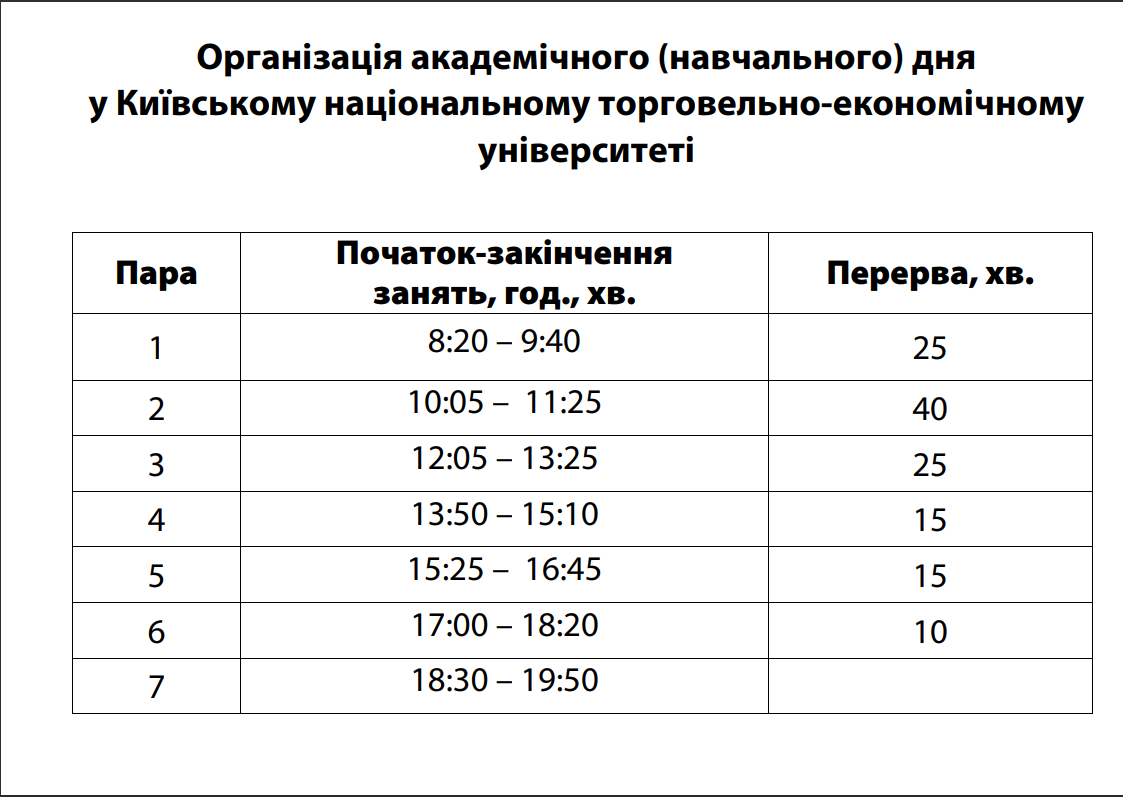 Організація академічного (навчального) дня
у Київському національному торговельно-економічному
університеті
Пара
Початок-закінчення
занять, год., хв.
Перерва, хв.
1 8:20 – 9:40 25
2 10:05 – 11:25 40
3 12:05 – 13:25 25
4 13:50 – 15:10 15
5 15:25 – 16:45 15
6 17:00 – 18:20 10
7 18:30 – 19:50